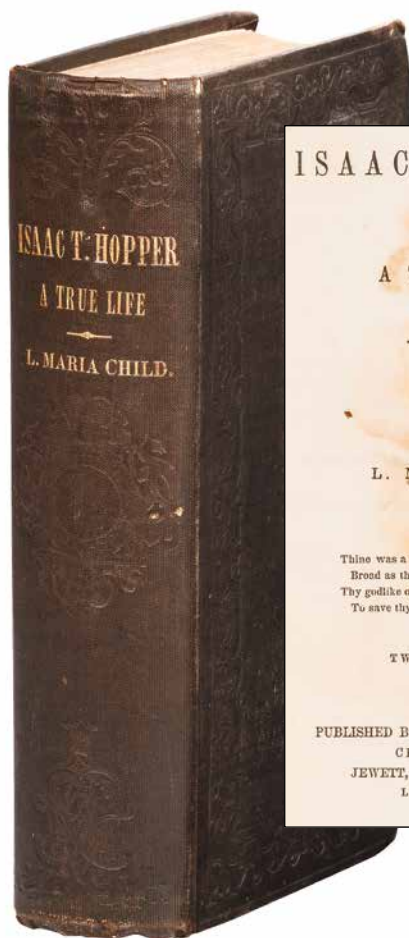 ISAAC T. HOPPER
A TRUE LIFE
L. MARIA CHILD.
ISAAC
A
L.
Thine was a
Broad as th
Thy godlike
To save thy
TW
PUBLISHED B
JEWETT,